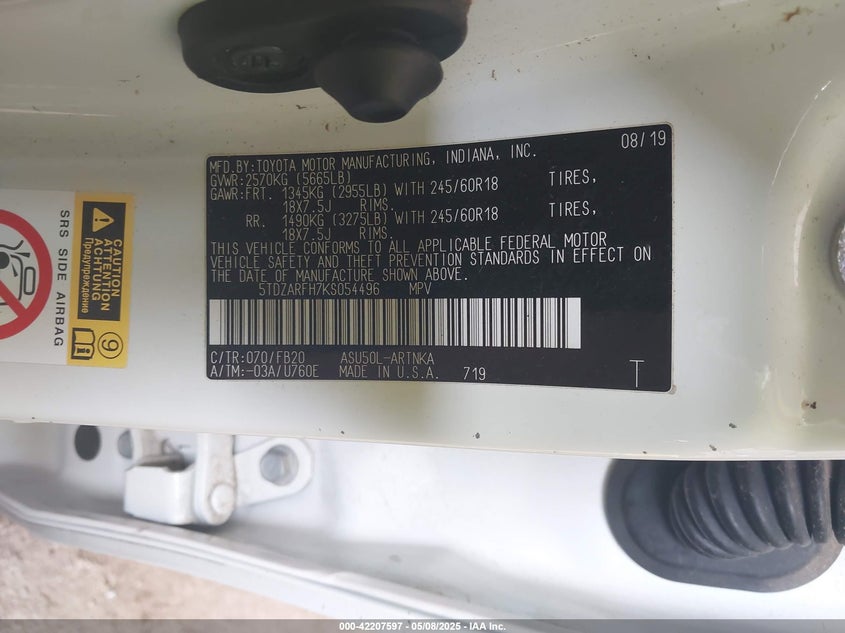 MFD.BY:TOYOTA MOTOR MANUFACTURING, INDIANA, INC. 08/19
GVWR:2570KG (5665LB)
GAWR:FRT. 1345KG (2955LB) WITH 245/60R18 TIRES,
18X7.5J RIMS.
RR. 1490KG (3275LB) WITH 245/60R18 TIRES,
18X7.5J RIMS.
THIS VEHICLE CONFORMS TO ALL APPLICABLE FEDERAL MOTOR
VEHICLE SAFETY AND THEFT PREVENTION STANDARDS IN EFFECT ON
THE DATE OF MANUFACTURE SHOWN ABOVE.
5TDZARFH7KS054496 MPV
C/TR:070/FB20 ASU50L-ARTNKA
A/TM:-03A/U760E MADE IN U.S.A. 719 T
SRS SIDE AIRBAG
CAUTION
ATTENTION
ACHTUNG
Предупреждение
9
000-42207597 - 05/08/2025 - IAA Inc.